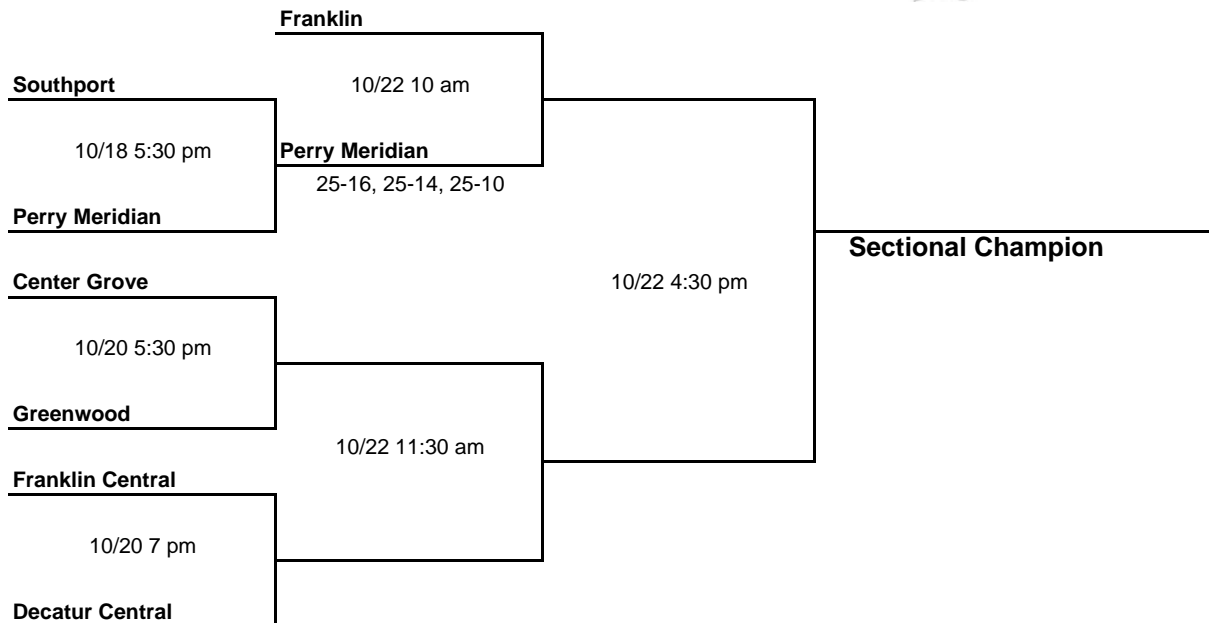 Franklin
Southport
10/22 10 am
10/18 5:30 pm
Perry Meridian
25-16, 25-14, 25-10
Perry Meridian
Sectional Champion
Center Grove
10/22 4:30 pm
10/20 5:30 pm
Greenwood
10/22 11:30 am
Franklin Central
10/20 7 pm
Decatur Central